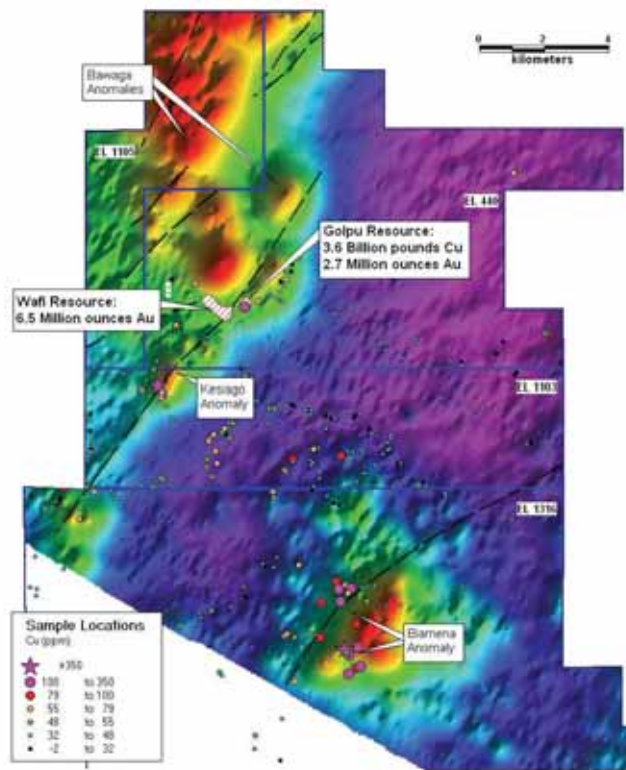 0 2 4
kilometers
Bawaga
Anomalies
EL 1105
EL 440
Golpu Resource:
3.6 Billion pounds Cu
2.7 Million ounces Au
Wafi Resource:
6.5 Million ounces Au
Kesiago
Anomaly
EL 1103
EL 1316
Biamena
Anomaly
Sample Locations
Cu (ppm)
100 to 350
79 to 100
55 to 79
48 to 55
32 to 48
-2 to 32